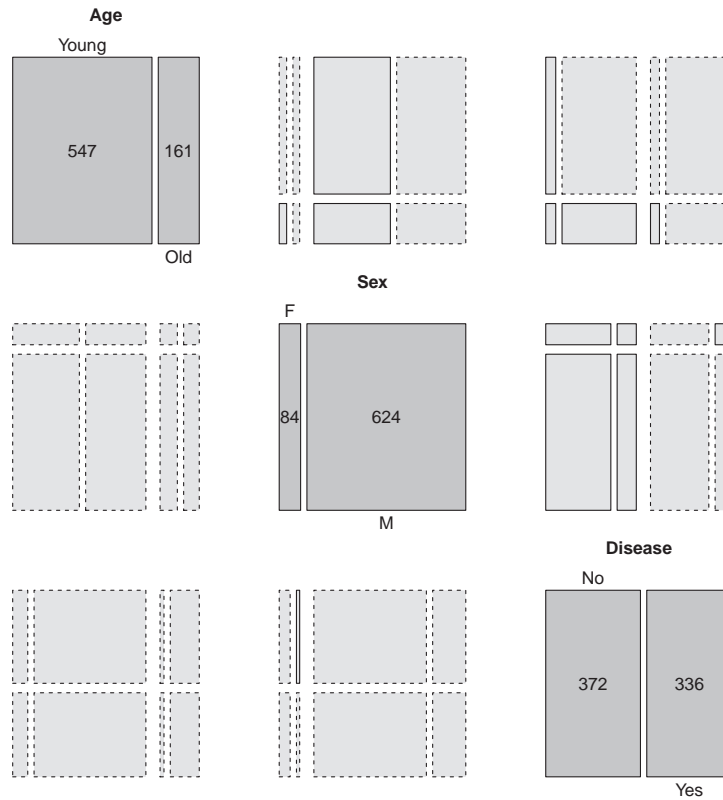 Age
Young
547 161
Old
Sex
F
84 624
M
Disease
No
372 336
Yes